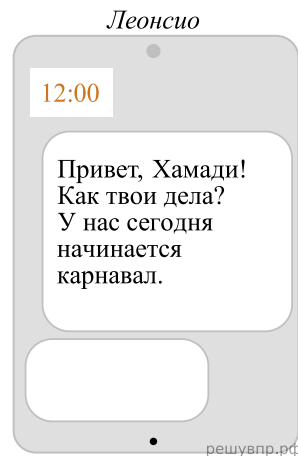 Леонсио
12:00
Привет, Хамади!
Как твои дела?
У нас сегодня
начинается
карнавал.
решувпр.рф